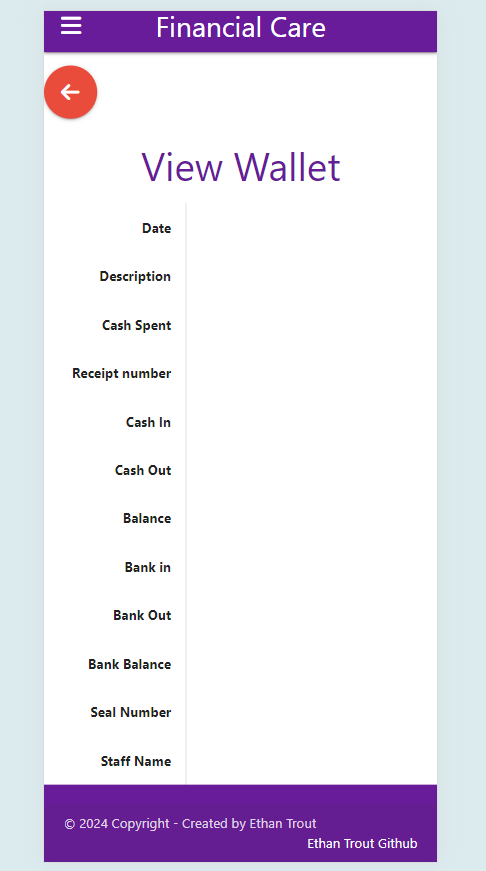 Financial Care
View Wallet
Date
Description
Cash Spent
Receipt number
Cash In
Cash Out
Balance
Bank in
Bank Out
Bank Balance
Seal Number
Staff Name
© 2024 Copyright - Created by Ethan Trout
Ethan Trout Github